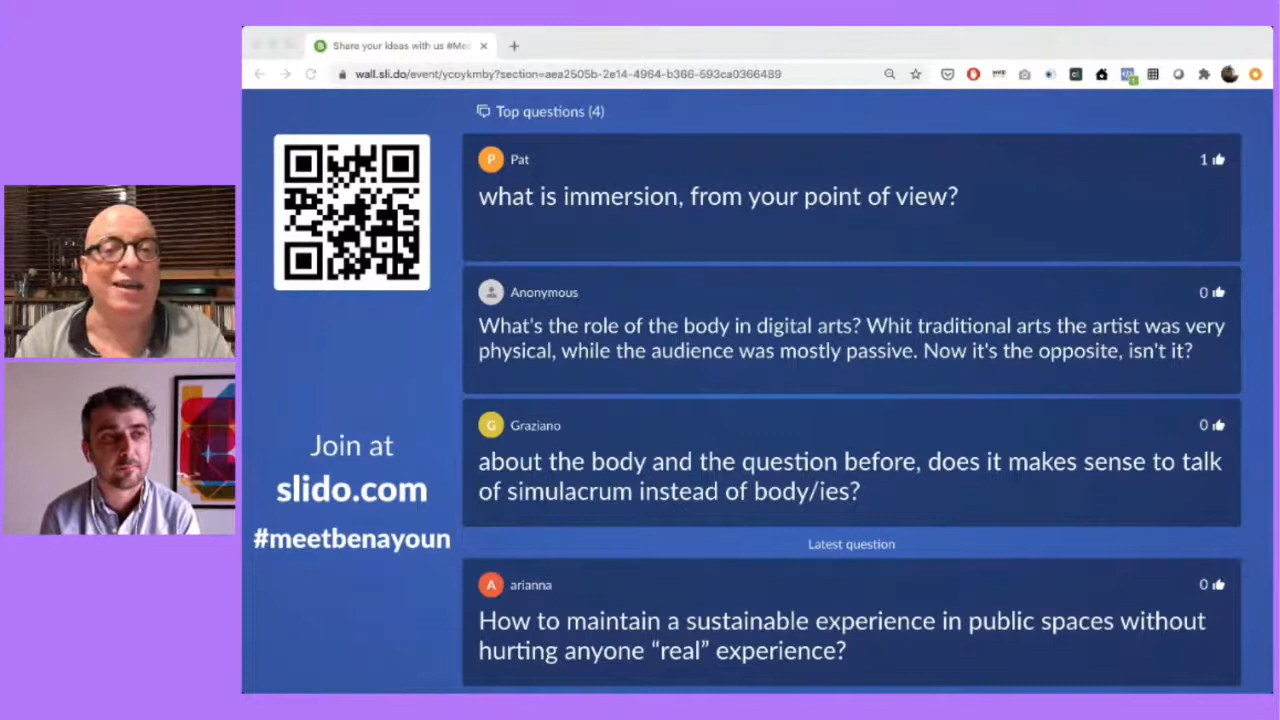 Share your ideas with us #Mee
wall.sli.do/event/ycoykmby?section=aea2505b-2e14-4964-b366-593ca0366489
Top questions (4)
P Pat
1
what is immersion, from your point of view?
Anonymous
0
What's the role of the body in digital arts? Whit traditional arts the artist was very
physical, while the audience was mostly passive. Now it's the opposite, isn't it?
G Graziano
0
about the body and the question before, does it makes sense to talk
of simulacrum instead of body/ies?
Join at
slido.com
#meetbenayoun
Latest question
A arianna
0
How to maintain a sustainable experience in public spaces without
hurting anyone “real” experience?